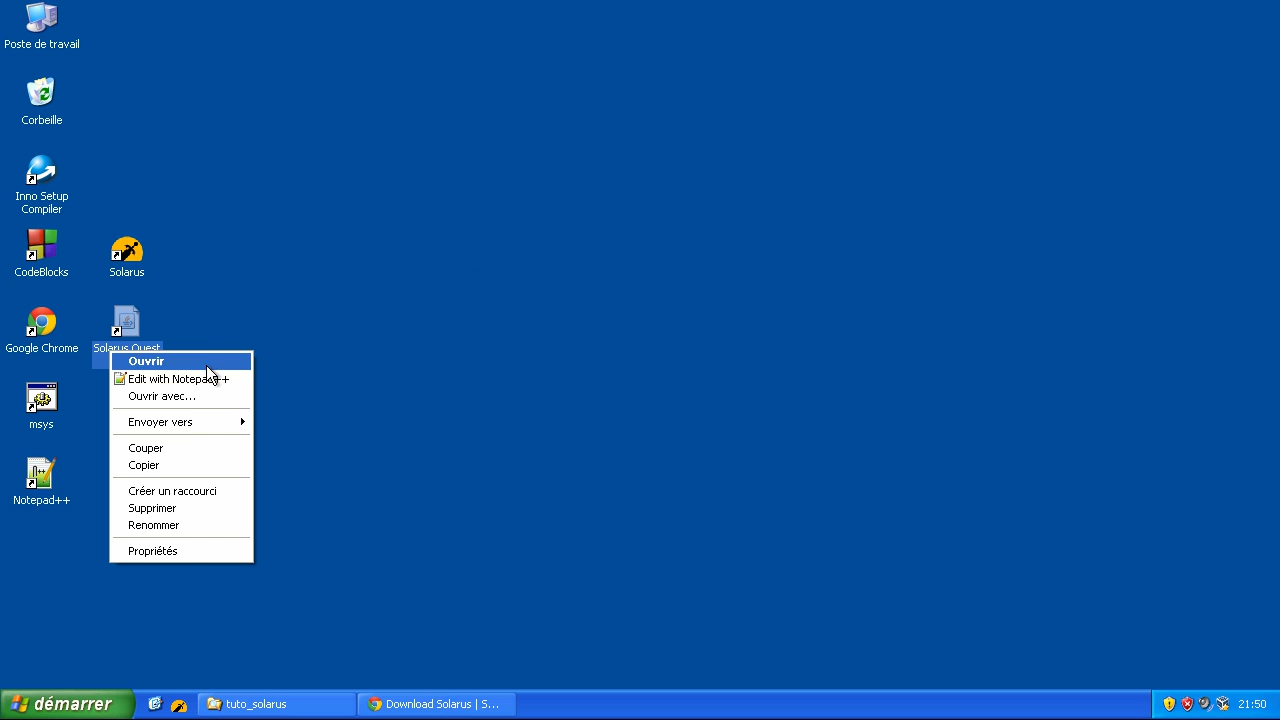 Poste de travail
Corbeille
Inno Setup
Compiler
CodeBlocks
Solarus
Google Chrome
Solarus Quest
msys
Notepad++
Ouvrir
Edit with Notepad++
Ouvrir avec...
Envoyer vers
Couper
Copier
Créer un raccourci
Supprimer
Renommer
Propriétés
démarrer
tuto_solarus
Download Solarus | S...
21:50